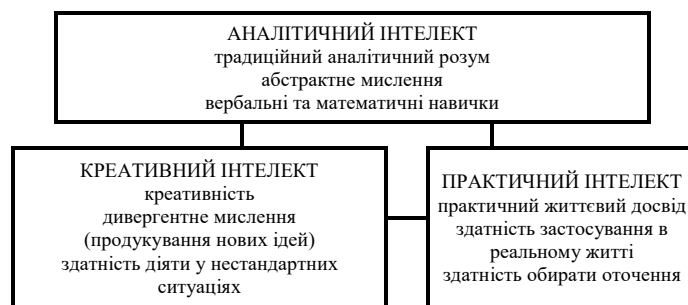 АНАЛІТИЧНИЙ ІНТЕЛЕКТ
традиційний аналітичний розум
абстрактне мислення
вербальні та математичні навички
КРЕАТИВНИЙ ІНТЕЛЕКТ
креативність
дивергентне мислення
(продукування нових ідей)
здатність діяти у нестандартних
ситуаціях
ПРАКТИЧНИЙ ІНТЕЛЕКТ
практичний життєвий досвід
здатність застосування в
реальному житті
здатність обирати оточення